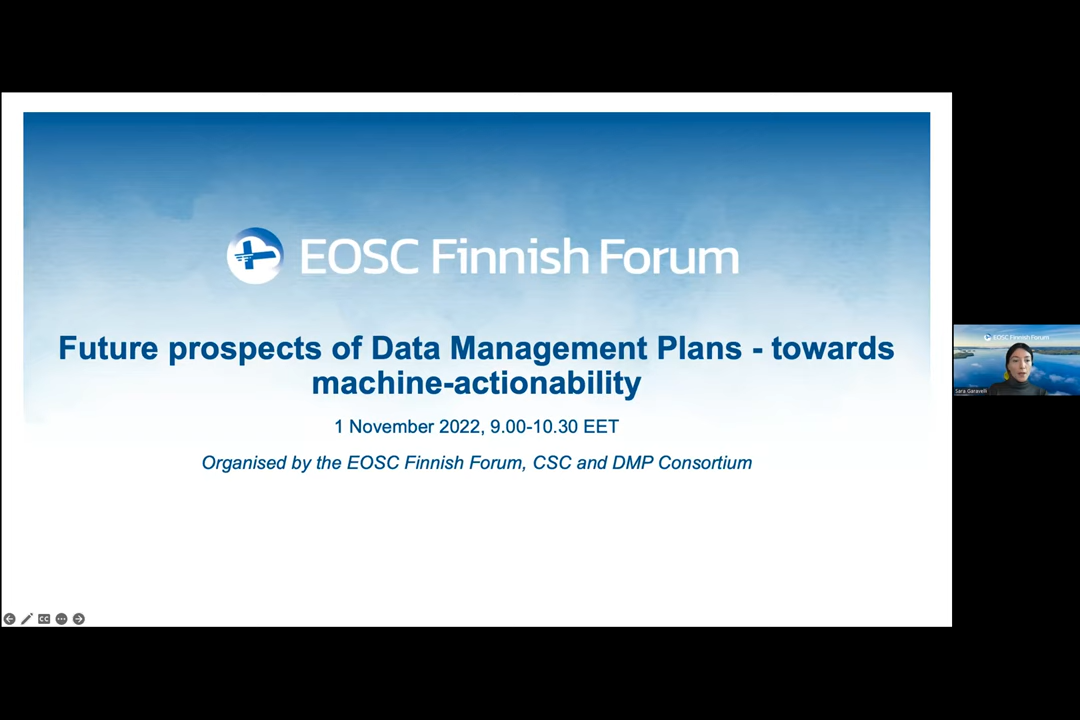 EOSC Finnish Forum
Future prospects of Data Management Plans - towards
machine-actionability
1 November 2022, 9.00-10.30 EET
Organised by the EOSC Finnish Forum, CSC and DMP Consortium
EOSC Finnish Forum
Sara Garavelli
CC